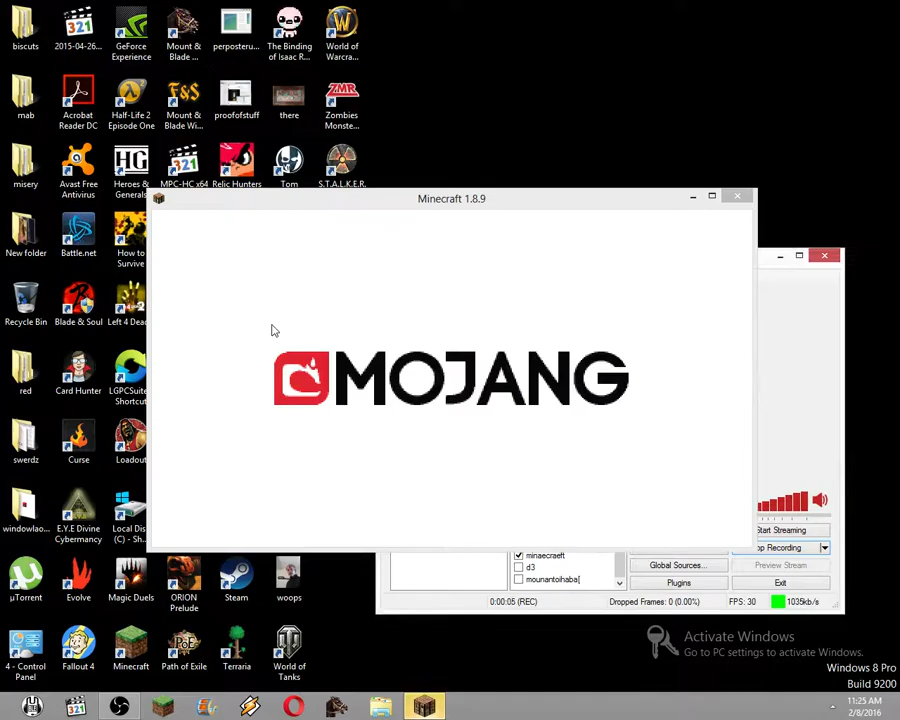 biscuts
2015-04-26...
GeForce
Experience
Mount &
Blade ...
perposteru...
The Binding
of Isaac R...
World of
Warcra...
mab
Acrobat
Reader DC
Half-Life 2
Episode One
Mount &
Blade Wi...
proofofstuff
there
Zombies
Monste...
misery
Avast Free
Antivirus
Heroes &
Generals
MPC-HC x64
Relic Hunters
Tom
S.T.A.L.K.E.R.
Minecraft 1.8.9
New folder
Battle.net
How to
Survive
Recycle Bin
Blade & Soul
Left 4 Dea
MOJANG
red
Card Hunter
LGPCSuite
Shortcut
swerdz
Curse
Loadout
windowlao...
E.Y.E Divine
Cybermancy
Local Dis
(C) - Sh...
Start Streaming
op Recording
Preview Stream
Exit
minaecraeft
d3
mounantoihaba[
Global Sources...
Plugins
0:00:05 (REC)
Dropped Frames: 0 (0.00%)
FPS: 30
1035kb/s
µTorrent
Evolve
Magic Duels
ORION
Prelude
Steam
woops
4 - Control
Panel
Fallout 4
Minecraft
Path of Exile
Terraria
World of
Tanks
Activate Windows
Go to PC settings to activate Windows.
Windows 8 Pro
Build 9200
11:25 AM
2/8/2016